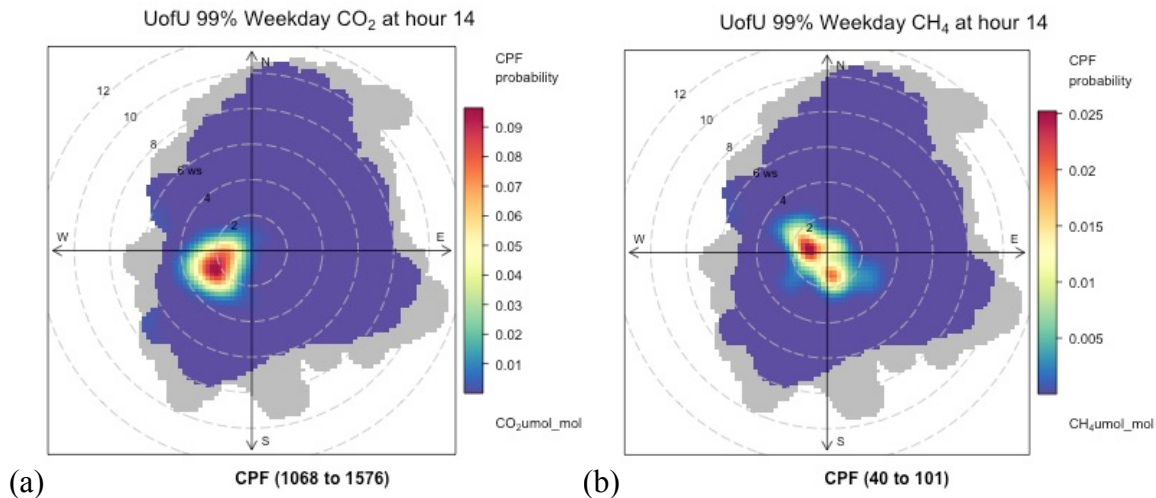 UofU 99% Weekday CO₂ at hour 14
CPF
probability
N
12
10
8
6 ws
4
2
W
E
S
0.09
0.08
0.07
0.06
0.05
0.04
0.03
0.02
0.01
CO₂umol_mol
(a)
CPF (1068 to 1576)
UofU 99% Weekday CH₄ at hour 14
CPF
probability
N
12
10
8
6 ws
4
2
W
E
S
0.025
0.02
0.015
0.01
0.005
CH₄umol_mol
(b)
CPF (40 to 101)